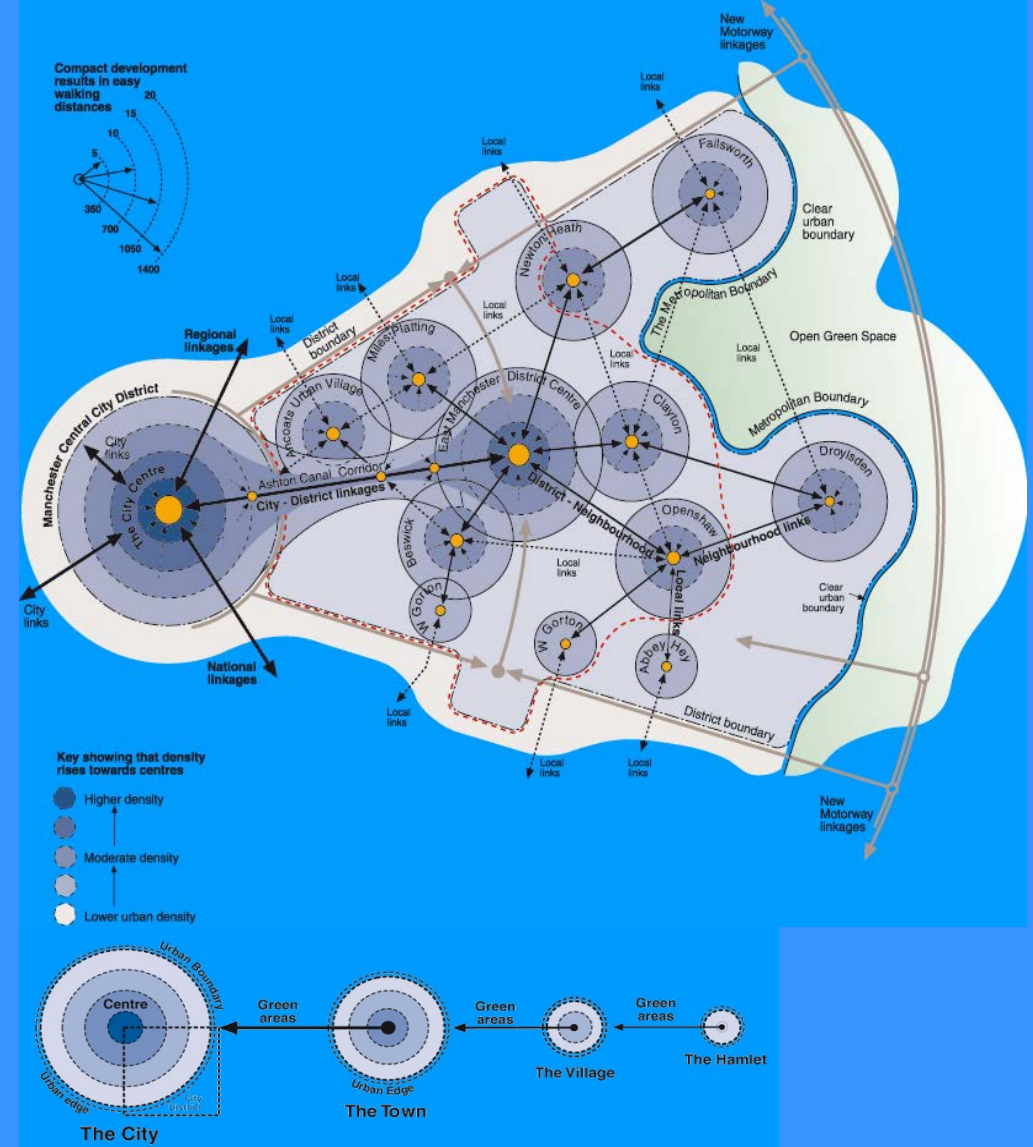 New
Motorway
linkages
Compact development
results in easy
walking
distances
20
15
10
5
350
700
1050
1400
Local
links
Local
links
Failsworth
Clear
urban
boundary
Newton Heath
The Metropolitan Boundary
Local
links
Local
links
Local
links
District
boundary
Regional
linkages
Miles Platting
Local
links
Local
links
Open Green Space
Metropolitan Boundary
Manchester Central City District
Ancoats Urban Village
East Manchester District Centre
Clayton
Droylsden
City
links
The City Centre
Ashton Canal Corridor
City - District linkages
District - Neighbourhood
Openshaw
Neighbourhood links
Beswick
Local
links
Local links
Clear
urban
boundary
City
links
W Gorton
W Gorton
Abbey Hey
National
linkages
Local
links
District boundary
Local
links
Local
links
New
Motorway
linkages
Key showing that density
rises towards centres
Higher density
Moderate density
Lower urban density
Urban Boundary
Centre
Green
areas
Green
areas
Green
areas
Urban edge
City
District
Urban Edge
The City
The Town
The Village
The Hamlet